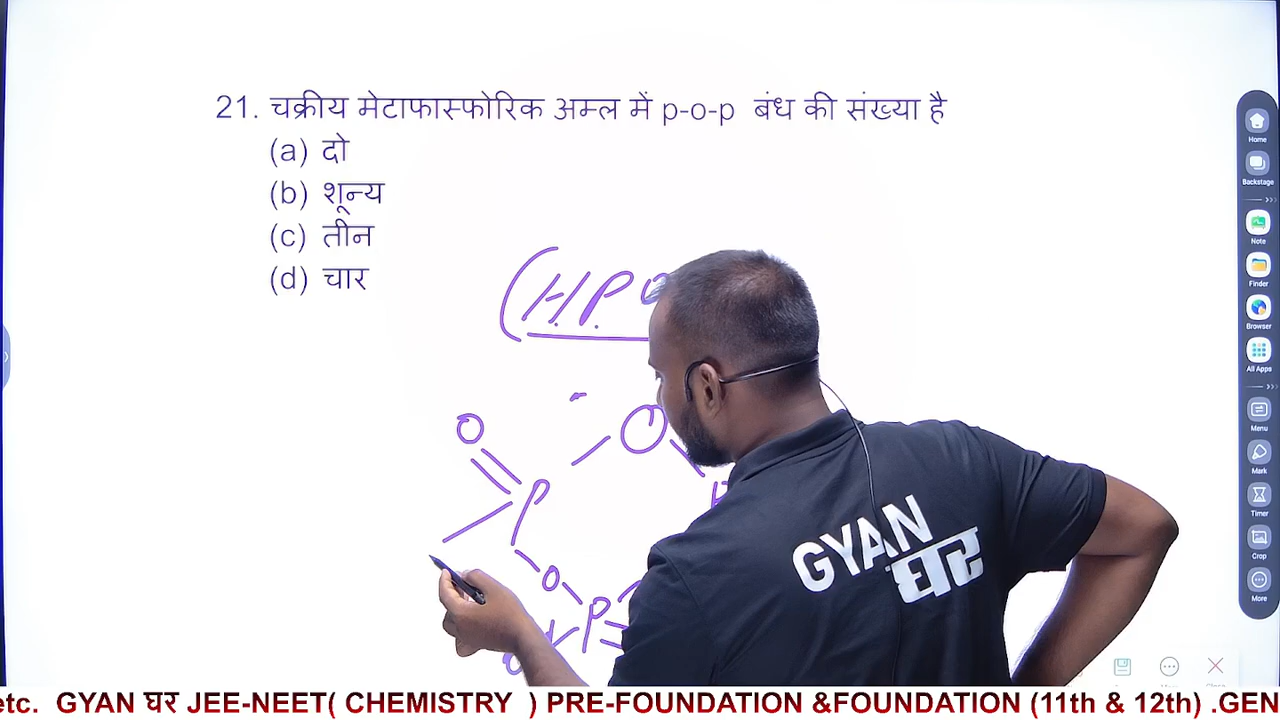 21. चक्रीय मेटाफास्फोरिक अम्ल में p-o-p बंध की संख्या है
(a) दो
(b) शून्य
(c) तीन
(d) चार
(HPO
O
O
P
O
P
GYAN
घर
Home
Backstage
Note
Finder
Browser
All Apps
Menu
Mark
Timer
Crop
More
etc. GYAN घर JEE-NEET( CHEMISTRY ) PRE-FOUNDATION &FOUNDATION (11th & 12th) .GEN